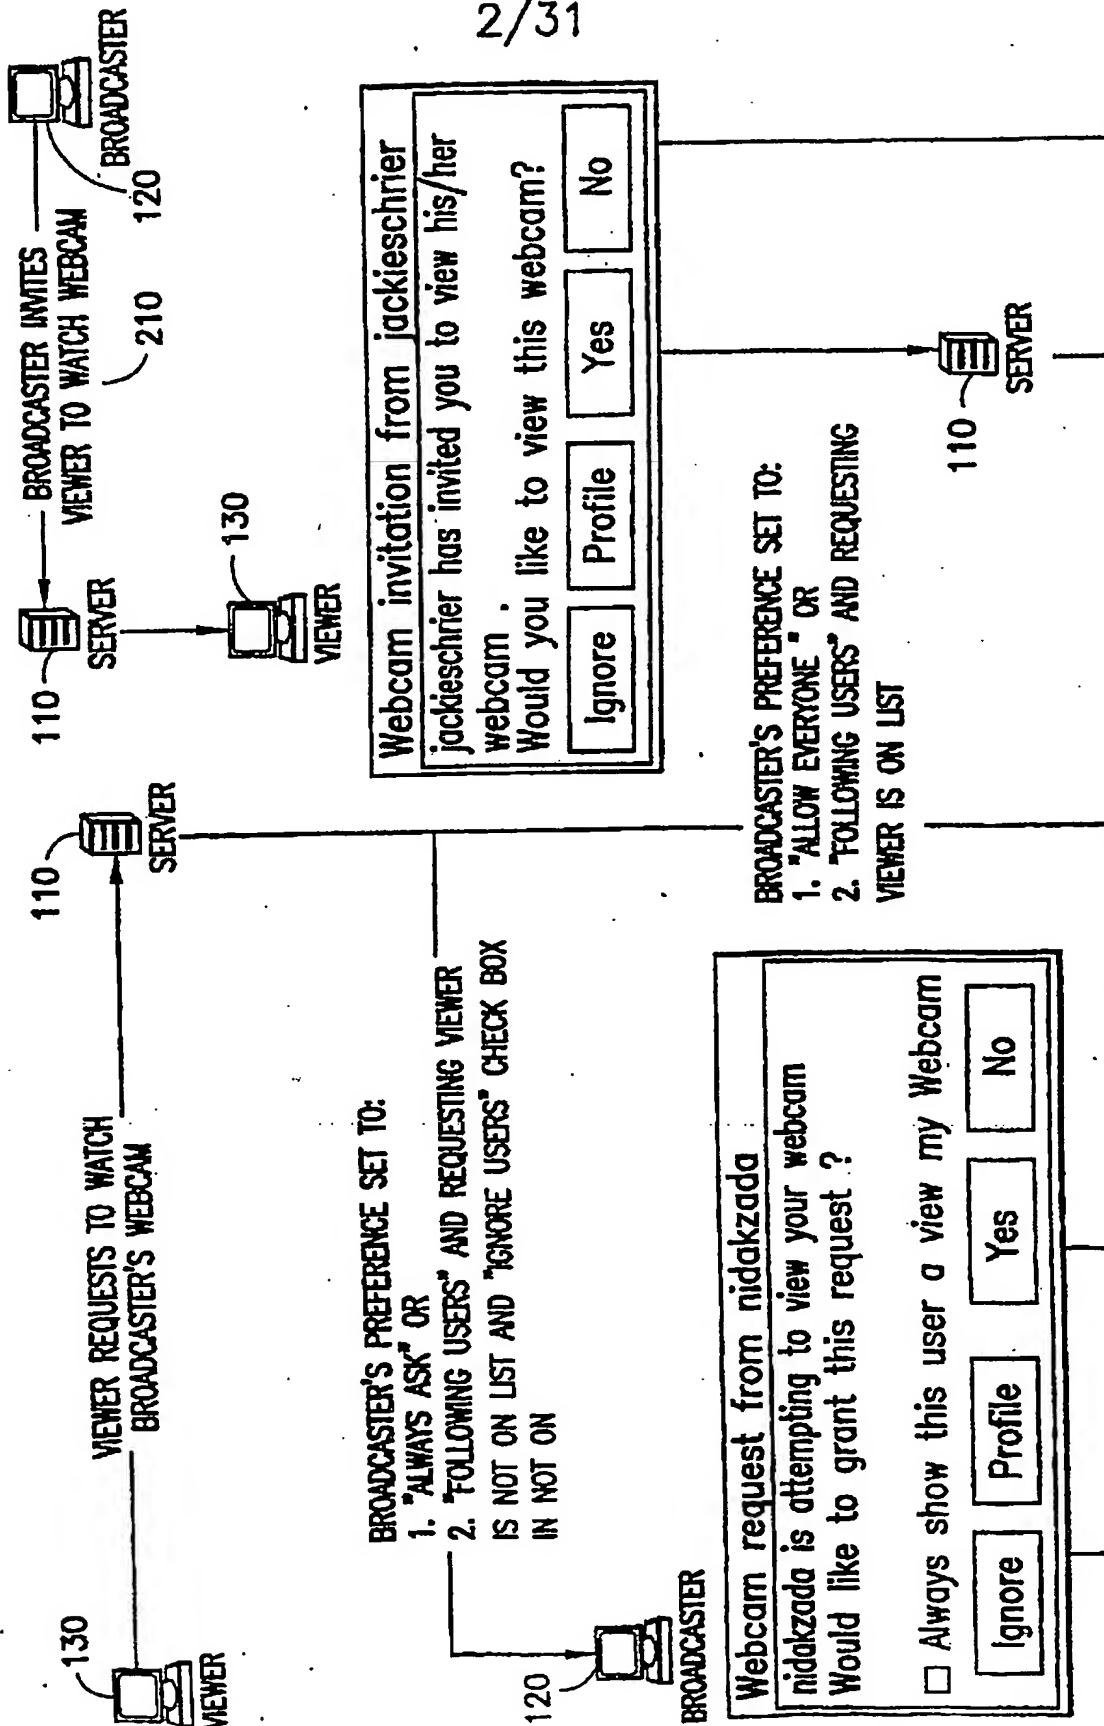 2/31
130
VIEWER
VIEWER REQUESTS TO WATCH
BROADCASTER'S WEBCAM
110
SERVER
110
SERVER
BROADCASTER INVITES
VIEWER TO WATCH WEBCAM
210
120
BROADCASTER
130
VIEWER
BROADCASTER'S PREFERENCE SET TO:
1. "ALWAYS ASK" OR
2. "FOLLOWING USERS" AND REQUESTING VIEWER
IS NOT ON LIST AND "IGNORE USERS" CHECK BOX
IN NOT ON
120
BROADCASTER
Webcam invitation from jackieschrier
jackieschrier has invited you to view his/her
webcam.
Would you like to view this webcam?
Ignore
Profile
Yes
No
BROADCASTER'S PREFERENCE SET TO:
1. "ALLOW EVERYONE" OR
2. "FOLLOWING USERS" AND REQUESTING
VIEWER IS ON LIST
110
SERVER
Webcam request from nidakzada
nidakzada is attempting to view your webcam
Would like to grant this request ?
Always show this user a view my Webcam
Ignore
Profile
Yes
No